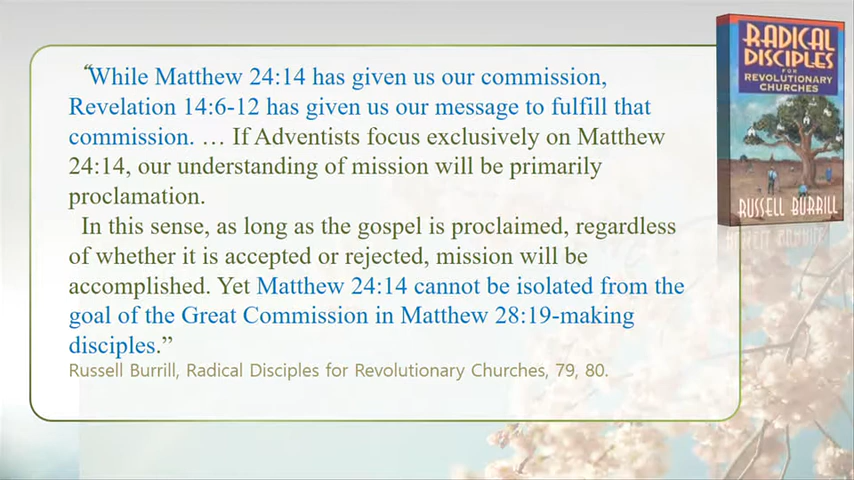 “While Matthew 24:14 has given us our commission,
Revelation 14:6-12 has given us our message to fulfill that
commission. … If Adventists focus exclusively on Matthew
24:14, our understanding of mission will be primarily
proclamation.
In this sense, as long as the gospel is proclaimed, regardless
of whether it is accepted or rejected, mission will be
accomplished. Yet Matthew 24:14 cannot be isolated from the
goal of the Great Commission in Matthew 28:19-making
disciples.”
Russell Burrill, Radical Disciples for Revolutionary Churches, 79, 80.
RADICAL
DISCIPLES
FOR
REVOLUTIONARY
CHURCHES
RUSSELL BURRILL